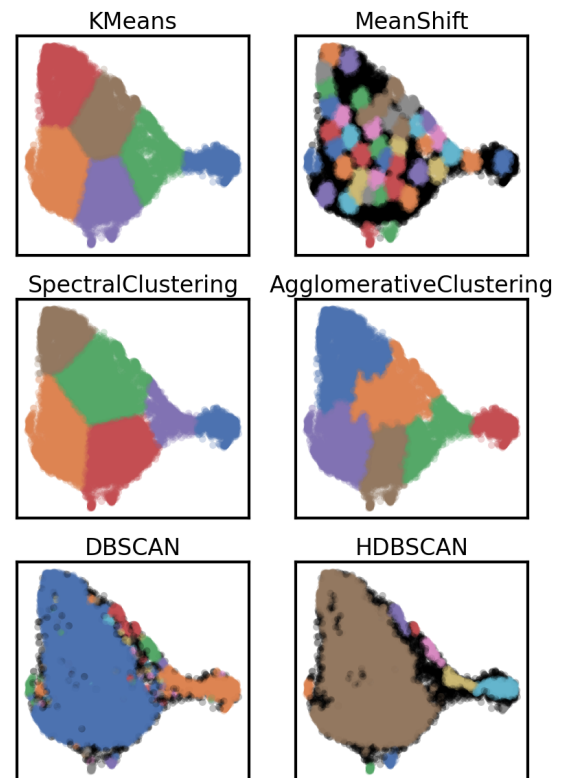 KMeans
MeanShift
SpectralClustering
AgglomerativeClustering
DBSCAN
HDBSCAN